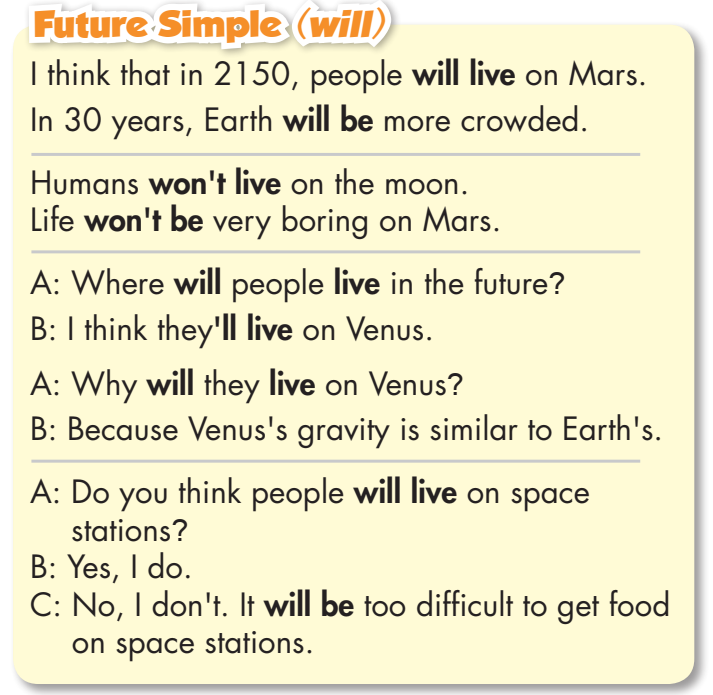 Future Simple (will)
I think that in 2150, people will live on Mars.
In 30 years, Earth will be more crowded.
Humans won't live on the moon.
Life won't be very boring on Mars.
A: Where will people live in the future?
B: I think they'll live on Venus.
A: Why will they live on Venus?
B: Because Venus's gravity is similar to Earth's.
A: Do you think people will live on space
stations?
B: Yes, I do.
C: No, I don't. It will be too difficult to get food
on space stations.